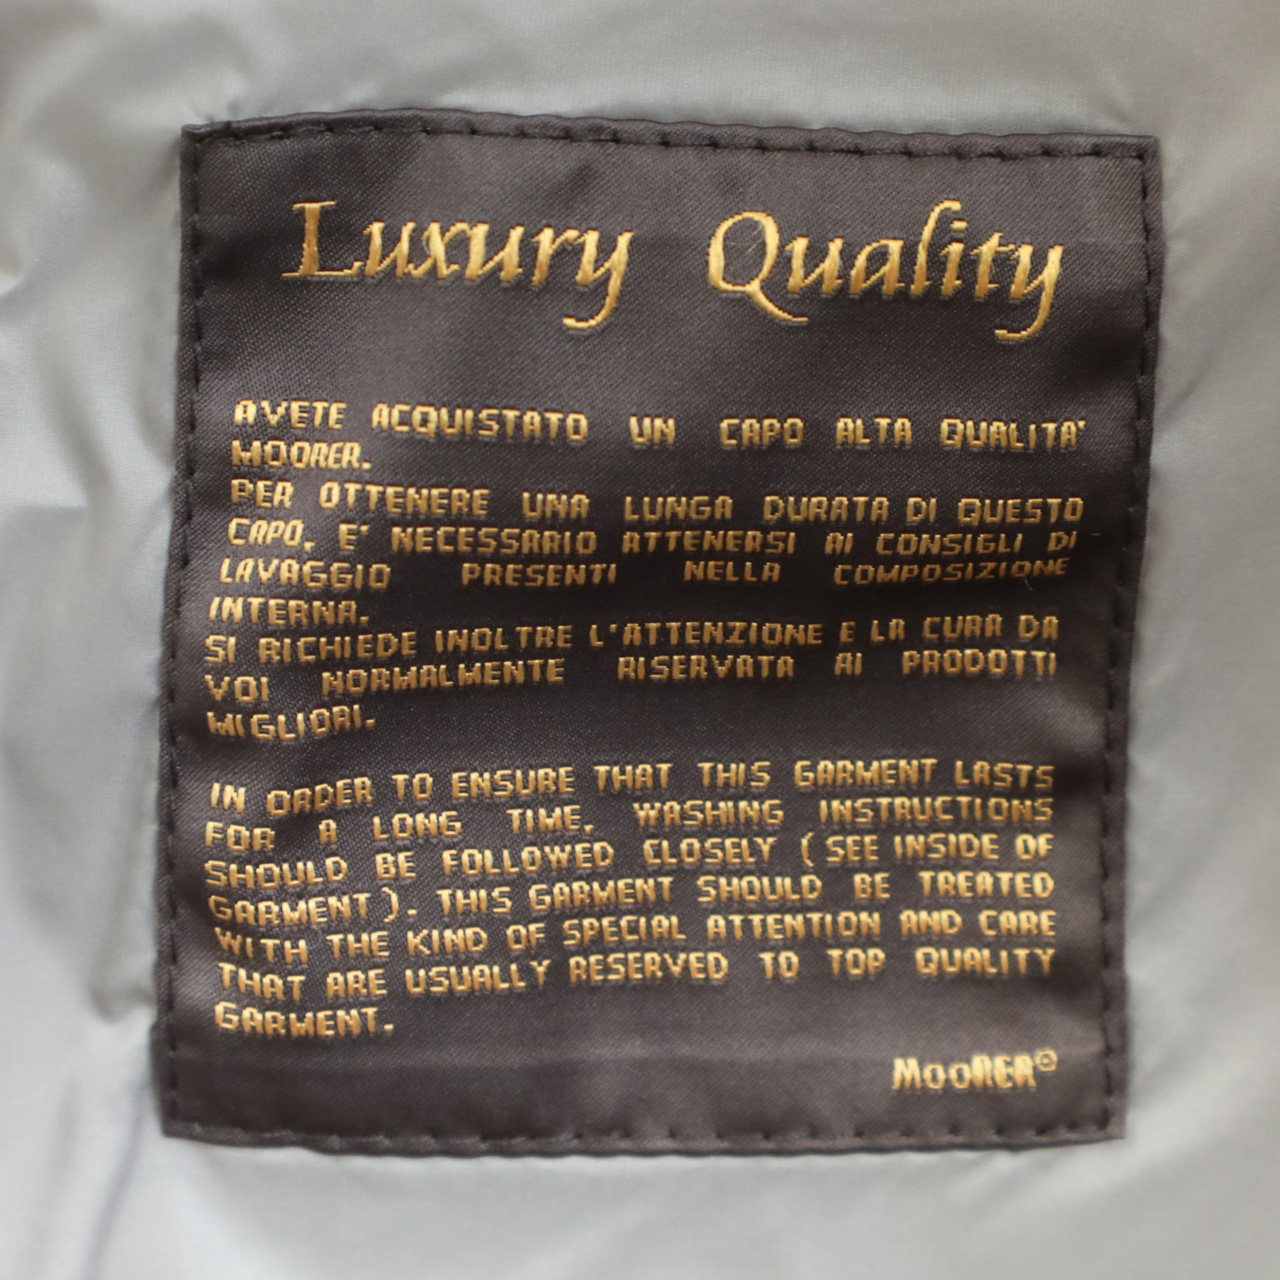 Luxury Quality
AVETE ACQUISTATO UN CAPO ALTA QUALITA'
MOORER.
PER OTTENERE UNA LUNGA DURATA DI QUESTO
CAPO, E' NECESSARIO ATTENERSI AI CONSIGLI DI
LAVAGGIO PRESENTI NELLA COMPOSIZIONE
INTERNA.
SI RICHIEDE INOLTRE L'ATTENZIONE E LA CURA DA
VOI NORMALMENTE RISERVATA AI PRODOTTI
MIGLIORI.
IN ORDER TO ENSURE THAT THIS GARMENT LASTS
FOR A LONG TIME, WASHING INSTRUCTIONS
SHOULD BE FOLLOWED CLOSELY (SEE INSIDE OF
GARMENT). THIS GARMENT SHOULD BE TREATED
WITH THE KIND OF SPECIAL ATTENTION AND CARE
THAT ARE USUALLY RESERVED TO TOP QUALITY
GARMENT.
MooRER®